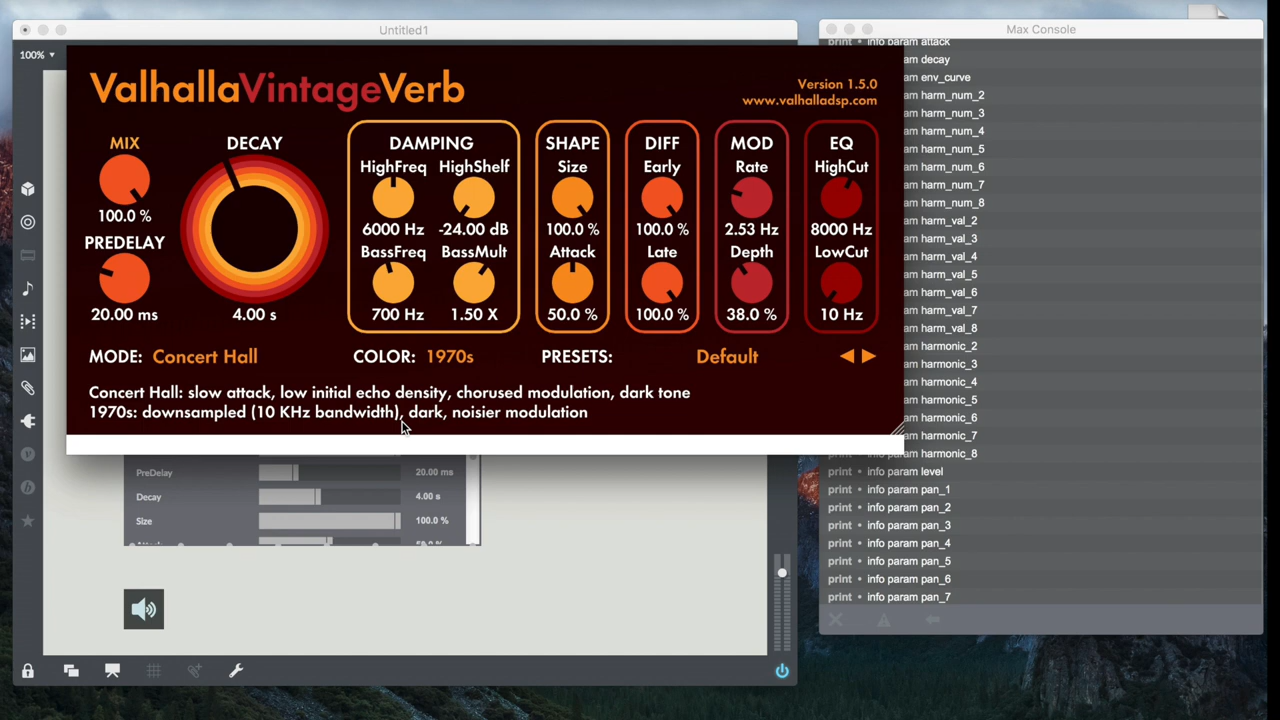 Untitled1
100%
ValhallaVintageVerb
Version 1.5.0
www.valhalladsp.com
MIX
100.0 %
PREDELAY
20.00 ms
DECAY
4.00 s
DAMPING
HighFreq HighShelf
6000 Hz -24.00 dB
BassFreq BassMult
700 Hz 1.50 X
SHAPE
Size
100.0 %
Attack
50.0 %
DIFF
Early
100.0 %
Late
100.0 %
MOD
Rate
2.53 Hz
Depth
38.0 %
EQ
HighCut
8000 Hz
LowCut
10 Hz
MODE: Concert Hall COLOR: 1970s PRESETS: Default
Concert Hall: slow attack, low initial echo density, chorused modulation, dark tone
1970s: downsampled (10 KHz bandwidth), dark, noisier modulation
PreDelay 20.00 ms
Decay 4.00 s
Size 100.0 %
Max Console
print • info param attack
am decay
am env_curve
am harm_num_2
am harm_num_3
am harm_num_4
am harm_num_5
am harm_num_6
am harm_num_7
am harm_num_8
am harm_val_2
am harm_val_3
am harm_val_4
am harm_val_5
am harm_val_6
am harm_val_7
am harm_val_8
am harmonic_2
am harmonic_3
am harmonic_4
am harmonic_5
am harmonic_6
am harmonic_7
print • info param harmonic_8
print • info param level
print • info param pan_1
print • info param pan_2
print • info param pan_3
print • info param pan_4
print • info param pan_5
print • info param pan_6
print • info param pan_7